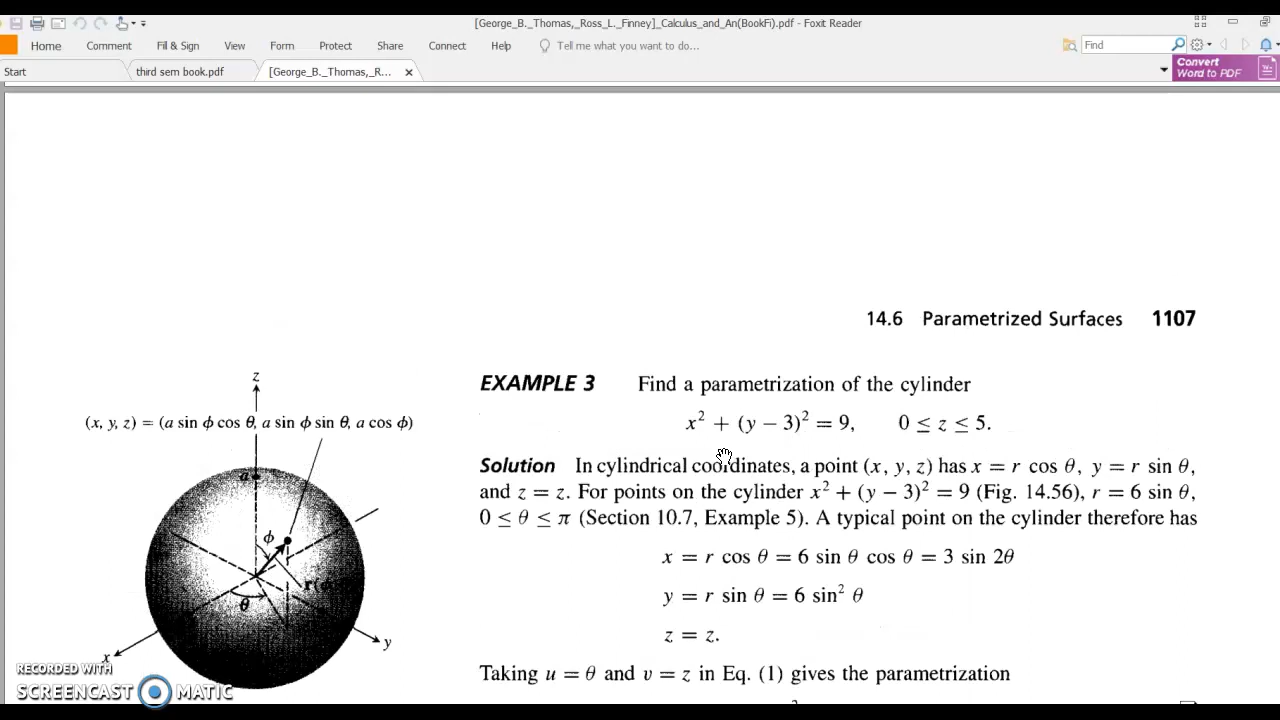 [George_B._Thomas,_Ross_L._Finney]_Calculus_and_An(BookFi).pdf - Foxit Reader
Home Comment Fill & Sign View Form Protect Share Connect Help Tell me what you want to do... Find
Start third sem book.pdf [George_B._Thomas,_R... Convert
Word to PDF
14.6 Parametrized Surfaces 1107
EXAMPLE 3 Find a parametrization of the cylinder
x² + (y − 3)² = 9, 0 ≤ z ≤ 5.
Solution In cylindrical coordinates, a point (x, y, z) has x = r cos θ, y = r sin θ,
and z = z. For points on the cylinder x² + (y − 3)² = 9 (Fig. 14.56), r = 6 sin θ,
0 ≤ θ ≤ π (Section 10.7, Example 5). A typical point on the cylinder therefore has
x = r cos θ = 6 sin θ cos θ = 3 sin 2θ
y = r sin θ = 6 sin² θ
z = z.
Taking u = θ and v = z in Eq. (1) gives the parametrization
z
(x, y, z) = (a sin ϕ cos θ, a sin ϕ sin θ, a cos ϕ)
a
ϕ
θ
x
y
RECORDED WITH
SCREENCAST MATIC